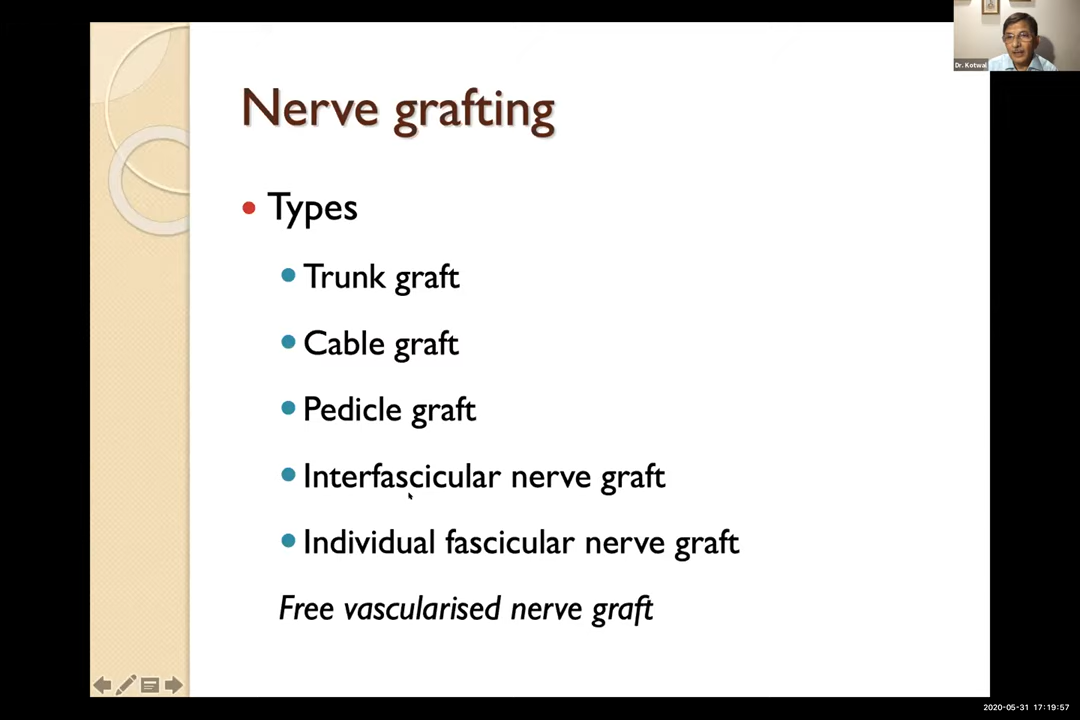 Dr. Kotwal
Nerve grafting
Types
Trunk graft
Cable graft
Pedicle graft
Interfascicular nerve graft
Individual fascicular nerve graft
Free vascularised nerve graft
2020-05-31 17:19:57